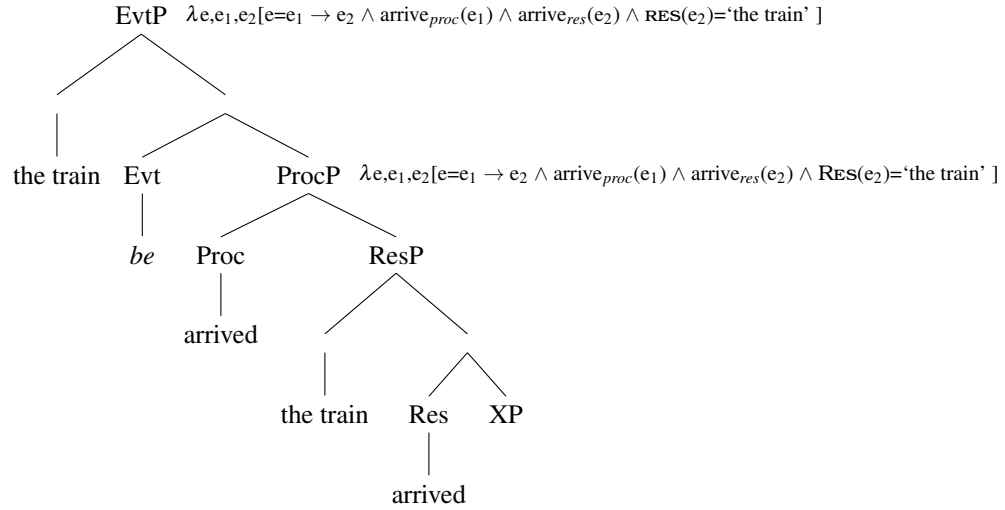 EvtP λe,e₁,e₂[e=e₁ → e₂ ∧ arriveₚᵣₒ𝒸(e₁) ∧ arriveᵣₑₛ(e₂) ∧ ʀᴇs(e₂)=‘the train’ ]
the train Evt ProcP λe,e₁,e₂[e=e₁ → e₂ ∧ arriveₚᵣₒ𝒸(e₁) ∧ arriveᵣₑₛ(e₂) ∧ Rᴇs(e₂)=‘the train’ ]
be Proc ResP
arrived
the train Res XP
arrived